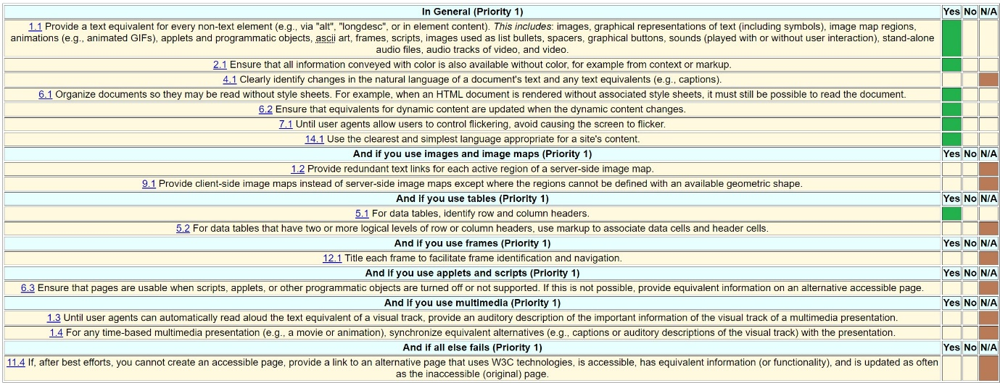 In General (Priority 1) Yes No N/A
1.1 Provide a text equivalent for every non-text element (e.g., via "alt", "longdesc", or in element content). This includes: images, graphical representations of text (including symbols), image map regions,
animations (e.g., animated GIFs), applets and programmatic objects, ascii art, frames, scripts, images used as list bullets, spacers, graphical buttons, sounds (played with or without user interaction), stand-alone
audio files, audio tracks of video, and video.
2.1 Ensure that all information conveyed with color is also available without color, for example from context or markup.
4.1 Clearly identify changes in the natural language of a document's text and any text equivalents (e.g., captions).
6.1 Organize documents so they may be read without style sheets. For example, when an HTML document is rendered without associated style sheets, it must still be possible to read the document.
6.2 Ensure that equivalents for dynamic content are updated when the dynamic content changes.
7.1 Until user agents allow users to control flickering, avoid causing the screen to flicker.
14.1 Use the clearest and simplest language appropriate for a site's content.
And if you use images and image maps (Priority 1) Yes No N/A
1.2 Provide redundant text links for each active region of a server-side image map.
9.1 Provide client-side image maps instead of server-side image maps except where the regions cannot be defined with an available geometric shape.
And if you use tables (Priority 1) Yes No N/A
5.1 For data tables, identify row and column headers.
5.2 For data tables that have two or more logical levels of row or column headers, use markup to associate data cells and header cells.
And if you use frames (Priority 1) Yes No N/A
12.1 Title each frame to facilitate frame identification and navigation.
And if you use applets and scripts (Priority 1) Yes No N/A
6.3 Ensure that pages are usable when scripts, applets, or other programmatic objects are turned off or not supported. If this is not possible, provide equivalent information on an alternative accessible page.
And if you use multimedia (Priority 1) Yes No N/A
1.3 Until user agents can automatically read aloud the text equivalent of a visual track, provide an auditory description of the important information of the visual track of a multimedia presentation.
1.4 For any time-based multimedia presentation (e.g., a movie or animation), synchronize equivalent alternatives (e.g., captions or auditory descriptions of the visual track) with the presentation.
And if all else fails (Priority 1) Yes No N/A
11.4 If, after best efforts, you cannot create an accessible page, provide a link to an alternative page that uses W3C technologies, is accessible, has equivalent information (or functionality), and is updated as often
as the inaccessible (original) page.